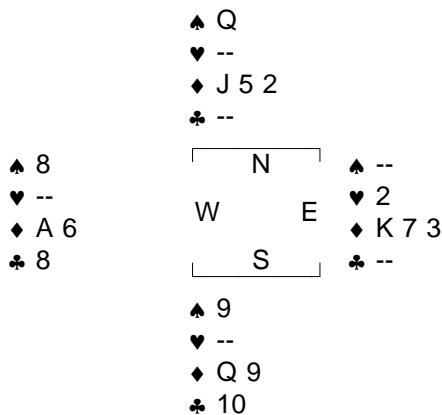 ♠ Q
♥ --
♦ J 5 2
♣ --
♠ 8
♥ --
♦ A 6
♣ 8
N
W E
S
♠ --
♥ 2
♦ K 7 3
♣ --
♠ 9
♥ --
♦ Q 9
♣ 10